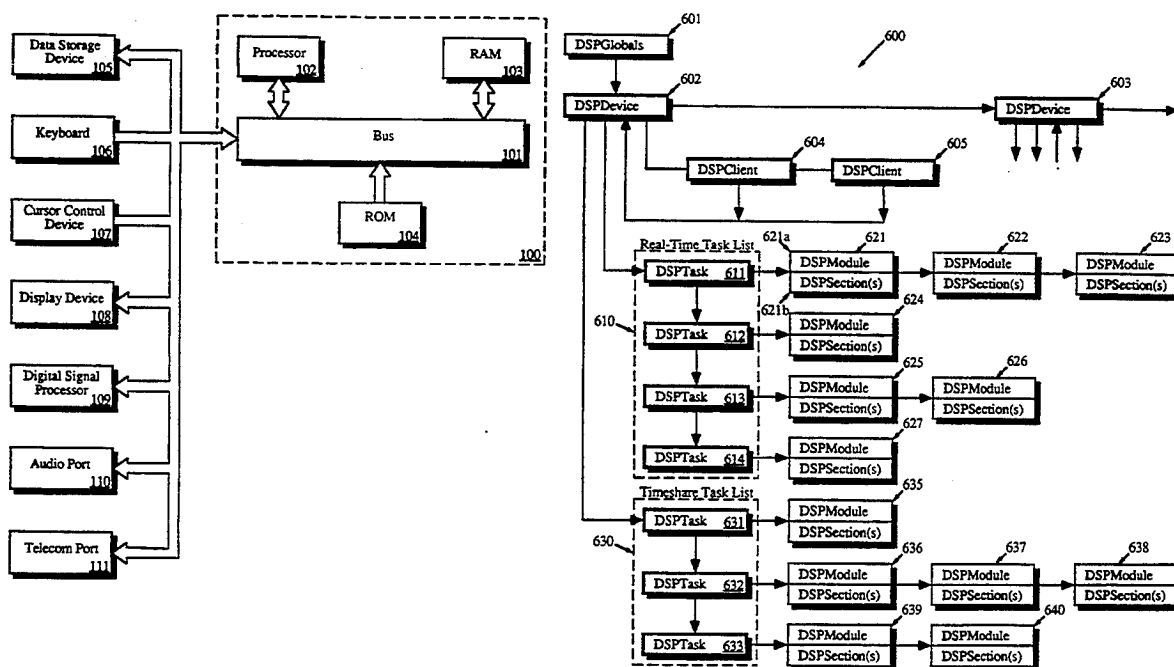 Data Storage
Device
105
Keyboard
106
Cursor Control
Device
107
Display Device
108
Digital Signal
Processor
109
Audio Port
110
Telecom Port
111
Processor
102
RAM
103
Bus
101
ROM
104
100
601
DSPGlobals
600
602
DSPDevice
603
DSPDevice
604
DSPClient
605
DSPClient
Real-Time Task List
610
DSPTask 611
621a
621
DSPModule
DSPSection(s)
621b
622
DSPModule
DSPSection(s)
623
DSPModule
DSPSection(s)
DSPTask 612
624
DSPModule
DSPSection(s)
DSPTask 613
625
DSPModule
DSPSection(s)
626
DSPModule
DSPSection(s)
DSPTask 614
627
DSPModule
DSPSection(s)
Timeshare Task List
630
DSPTask 631
635
DSPModule
DSPSection(s)
DSPTask 632
636
DSPModule
DSPSection(s)
637
DSPModule
DSPSection(s)
638
DSPModule
DSPSection(s)
DSPTask 633
639
DSPModule
DSPSection(s)
640
DSPModule
DSPSection(s)